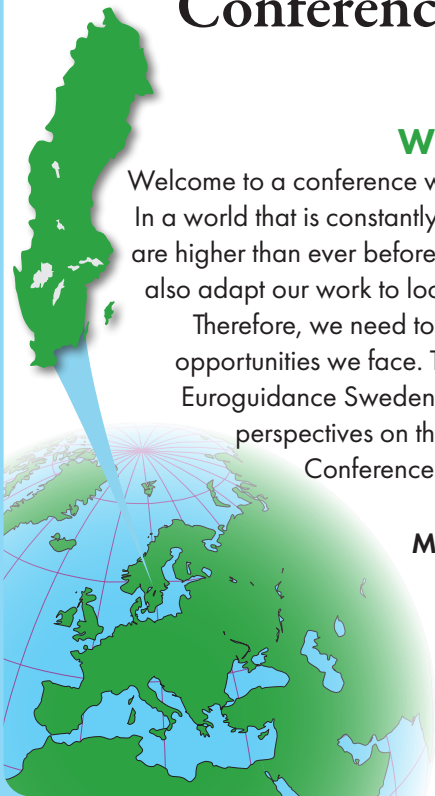 Conferenc
W
Welcome to a conference w
In a world that is constantly
are higher than ever before
also adapt our work to loc
Therefore, we need to
opportunities we face. T
Euroguidance Sweden
perspectives on th
Conference
M